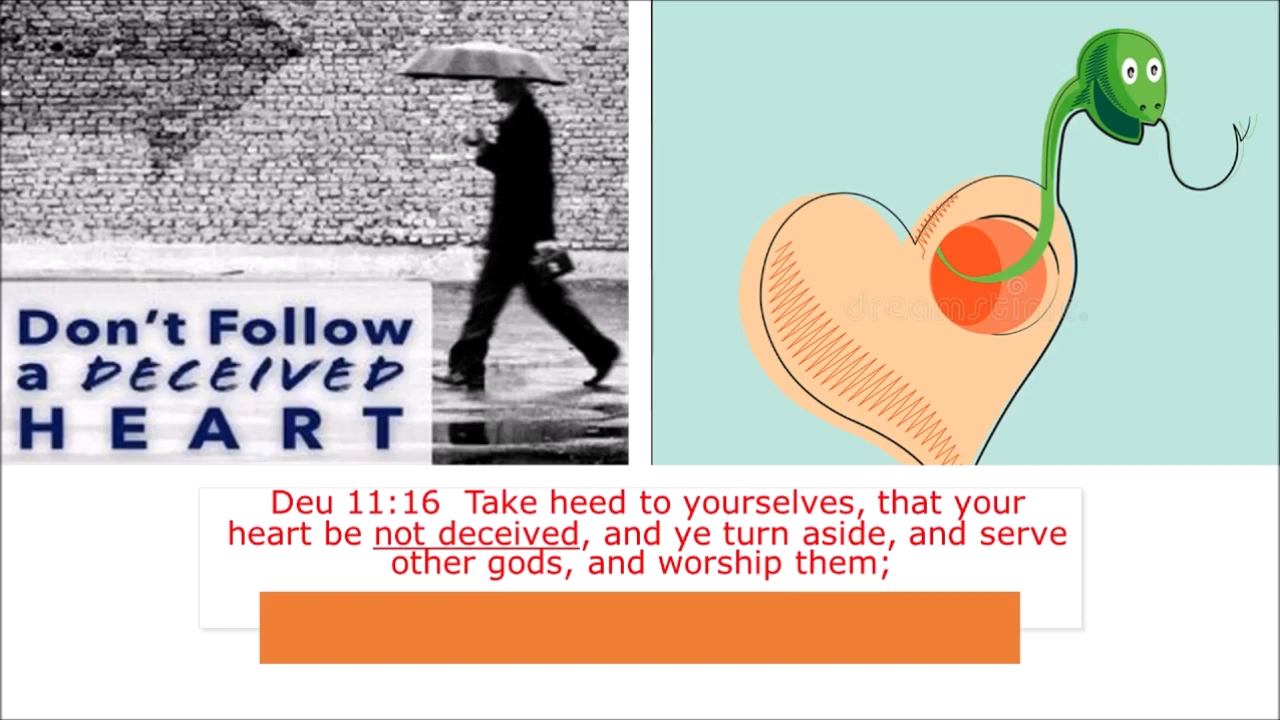 Don't Follow
a DECEIVED
HEART
dreamstime.
Deu 11:16 Take heed to yourselves, that your
heart be not deceived, and ye turn aside, and serve
other gods, and worship them;